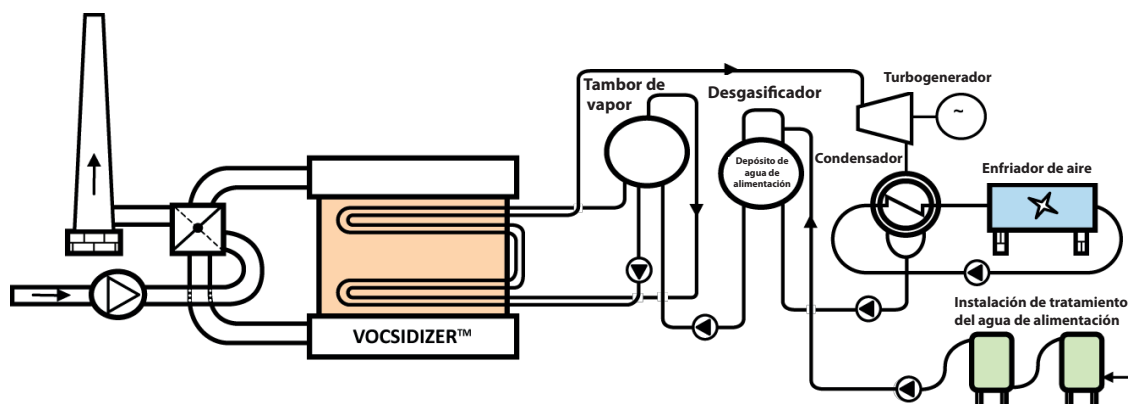 Turbogenerador
~
Tambor de
vapor
Desgasificador
Depósito de
agua de
alimentación
Condensador
Enfriador de aire
VOCSIDIZER™
Instalación de tratamiento
del agua de alimentación